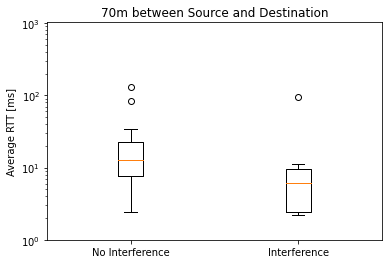 70m between Source and Destination
10³
10²
10¹
10⁰
Average RTT [ms]
No Interference
Interference